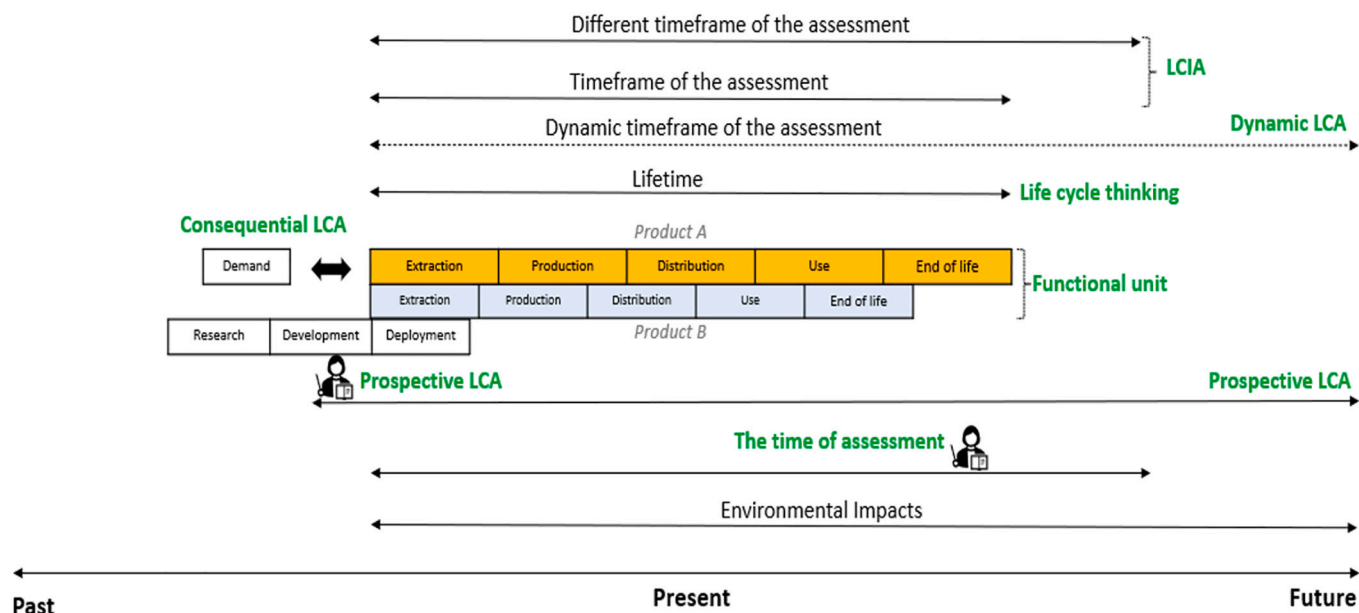 Different timeframe of the assessment
LCIA
Timeframe of the assessment
Dynamic timeframe of the assessment
Dynamic LCA
Lifetime
Life cycle thinking
Consequential LCA
Product A
Demand
Extraction
Production
Distribution
Use
End of life
Functional unit
Extraction
Production
Distribution
Use
End of life
Research
Development
Deployment
Product B
Prospective LCA
Prospective LCA
The time of assessment
Environmental Impacts
Past
Present
Future